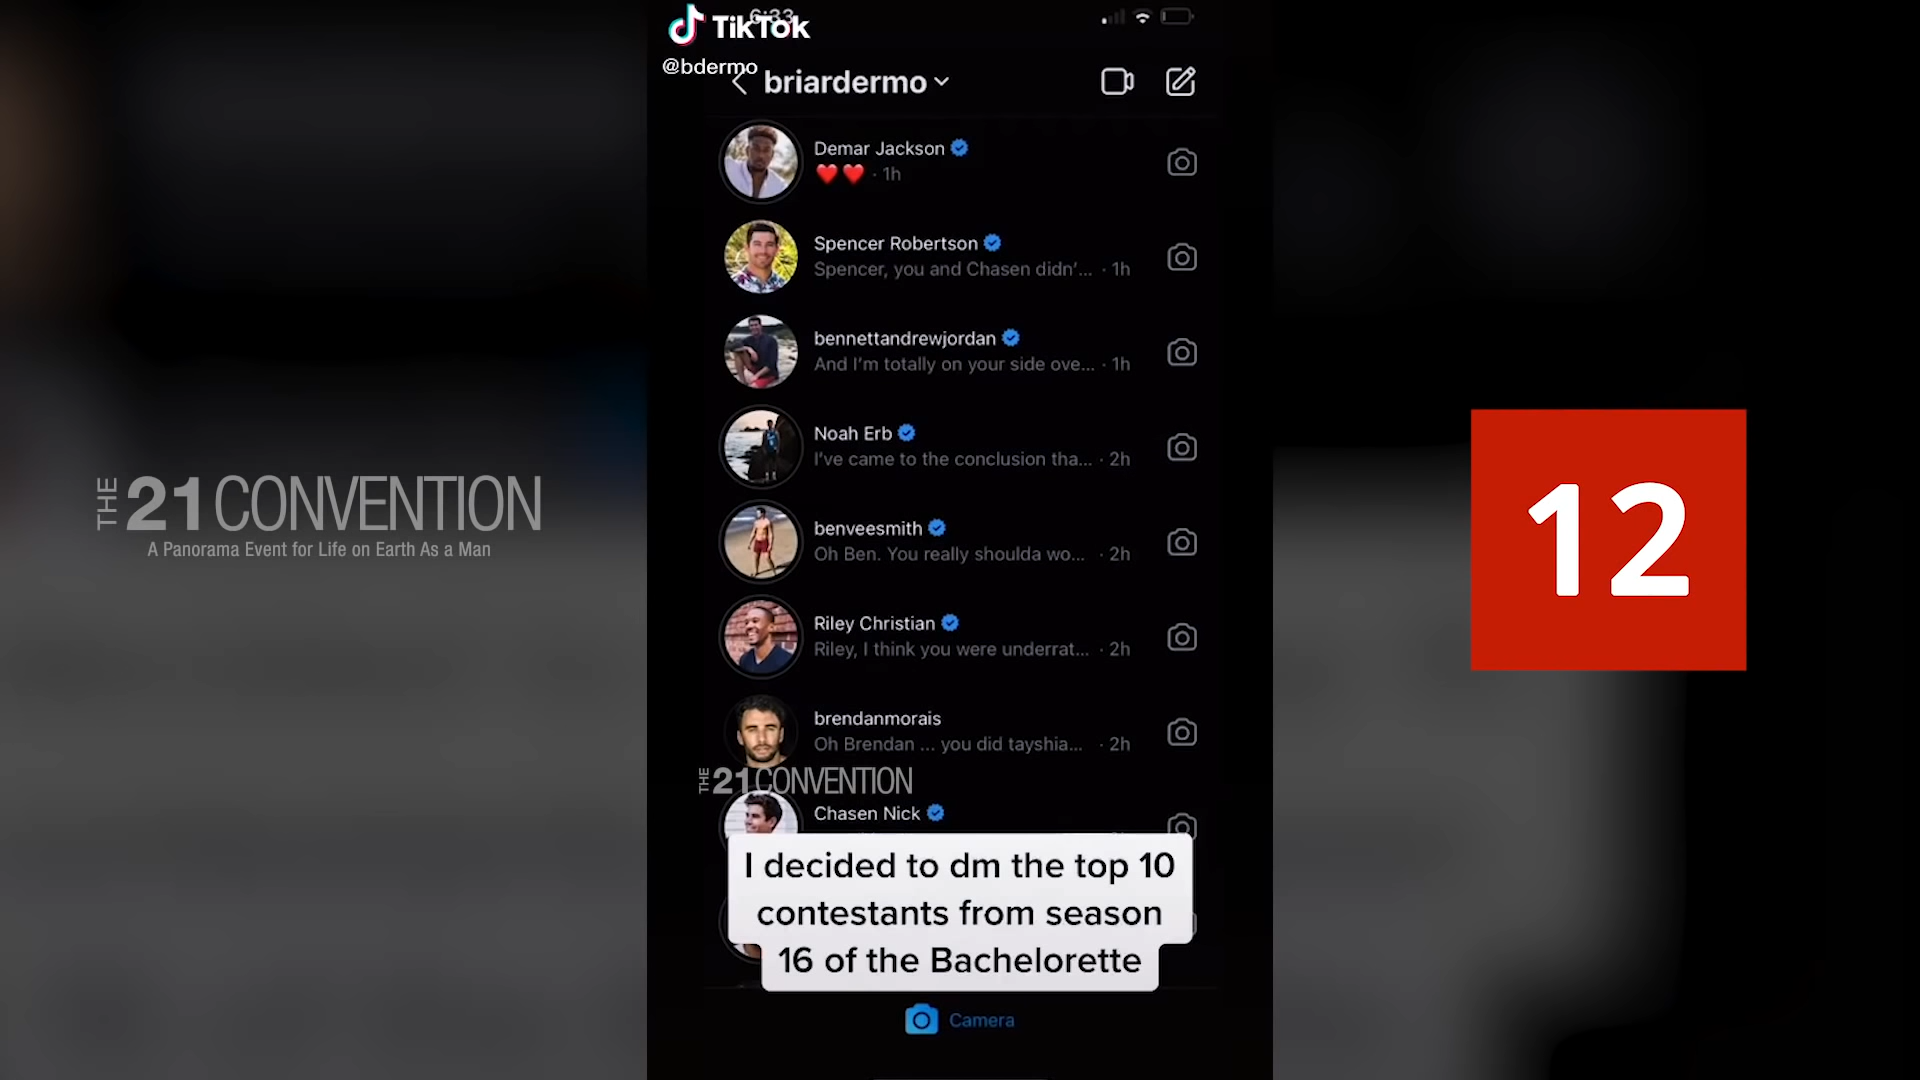 6:33
TikTok
@bdermo
briardermo
Demar Jackson
❤️❤️ · 1h
Spencer Robertson
Spencer, you and Chasen didn'... · 1h
bennettandrewjordan
And I'm totally on your side ove... · 1h
Noah Erb
I've came to the conclusion tha... · 2h
benveesmith
Oh Ben. You really shoulda wo... · 2h
Riley Christian
Riley, I think you were underrat... · 2h
brendanmorais
Oh Brendan ... you did tayshia... · 2h
THE 21 CONVENTION
Chasen Nick
I decided to dm the top 10
contestants from season
16 of the Bachelorette
Camera
THE 21 CONVENTION
A Panorama Event for Life on Earth As a Man
12